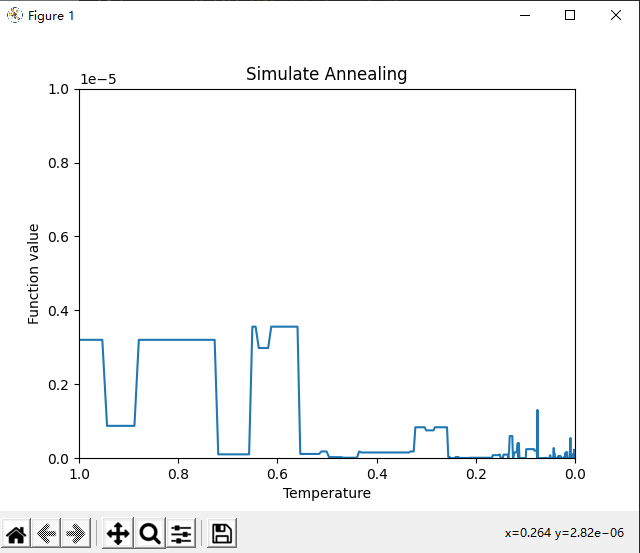 Figure 1
Simulate Annealing
1e−5
1.0
0.8
0.6
0.4
0.2
0.0
Function value
1.0 0.8 0.6 0.4 0.2 0.0
Temperature
x=0.264 y=2.82e−06